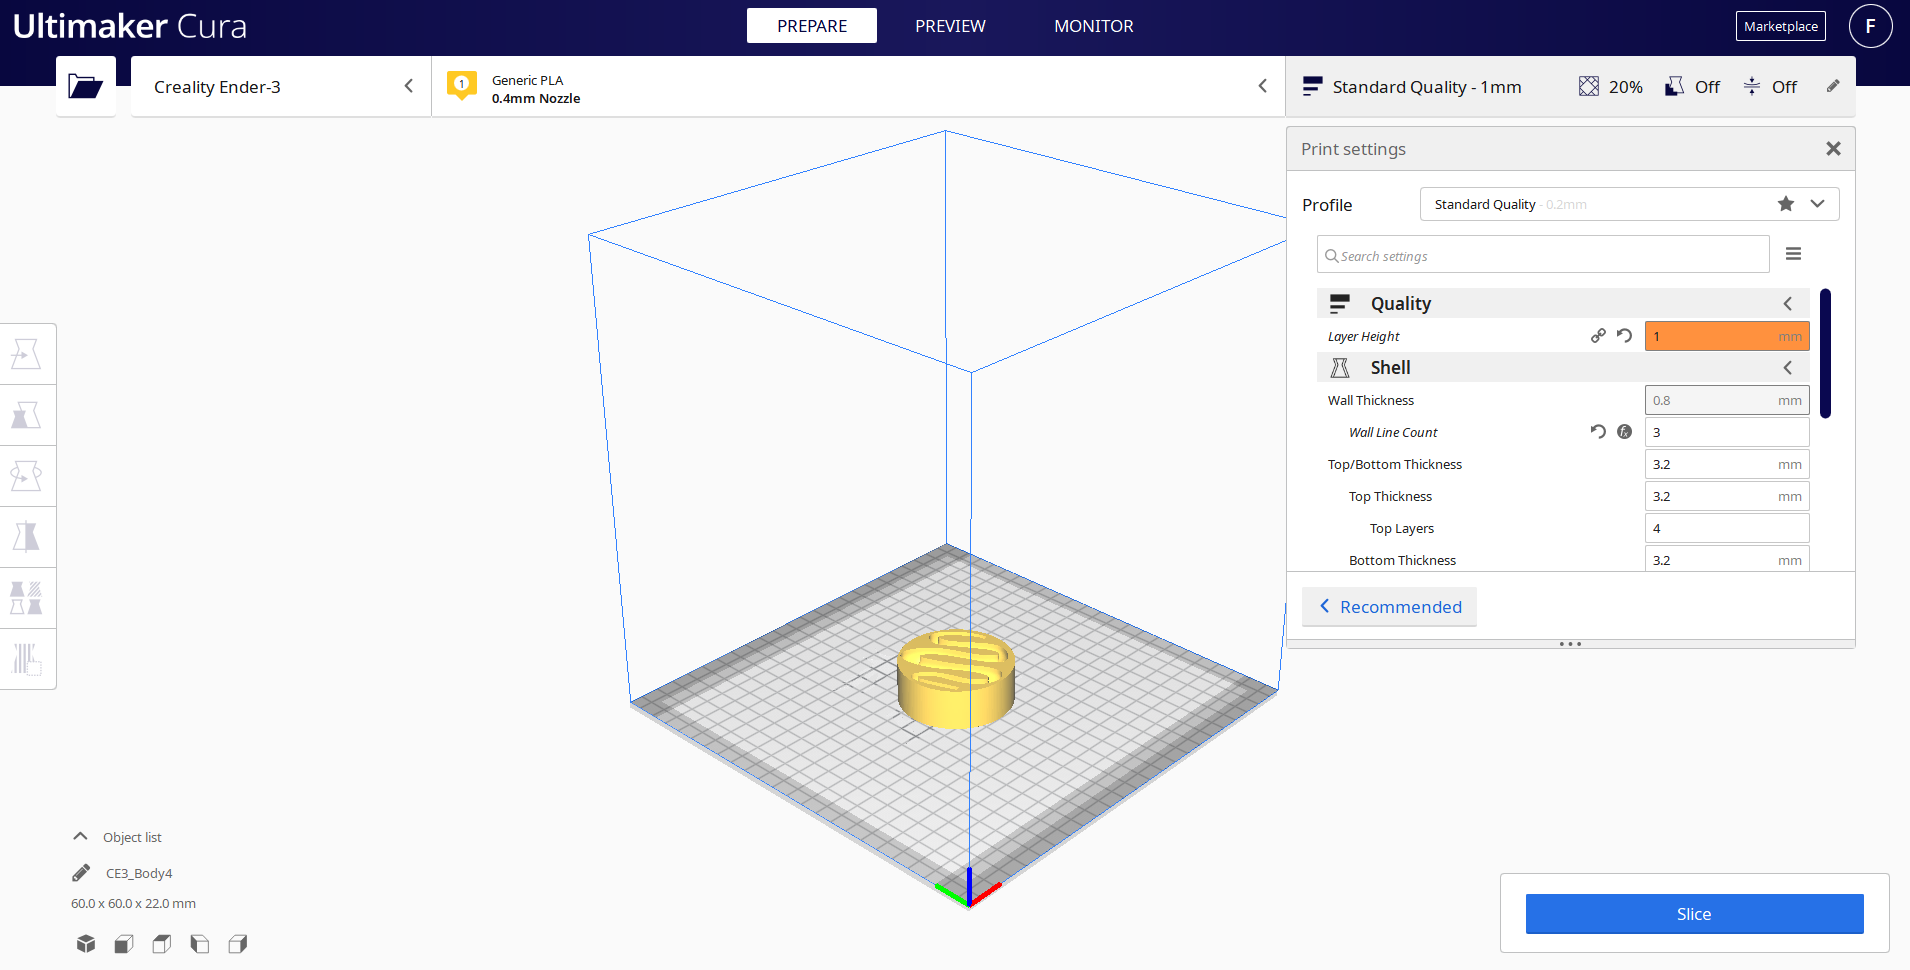 Ultimaker Cura
PREPARE
PREVIEW
MONITOR
Marketplace
F
Creality Ender-3
1
Generic PLA
0.4mm Nozzle
Standard Quality - 1mm
20%
Off
Off
Print settings
Profile
Standard Quality - 0.2mm
Search settings
Quality
Layer Height
1 mm
Shell
Wall Thickness
0.8 mm
Wall Line Count
3
Top/Bottom Thickness
3.2 mm
Top Thickness
3.2 mm
Top Layers
4
Bottom Thickness
3.2 mm
Recommended
Object list
CE3_Body4
60.0 x 60.0 x 22.0 mm
Slice